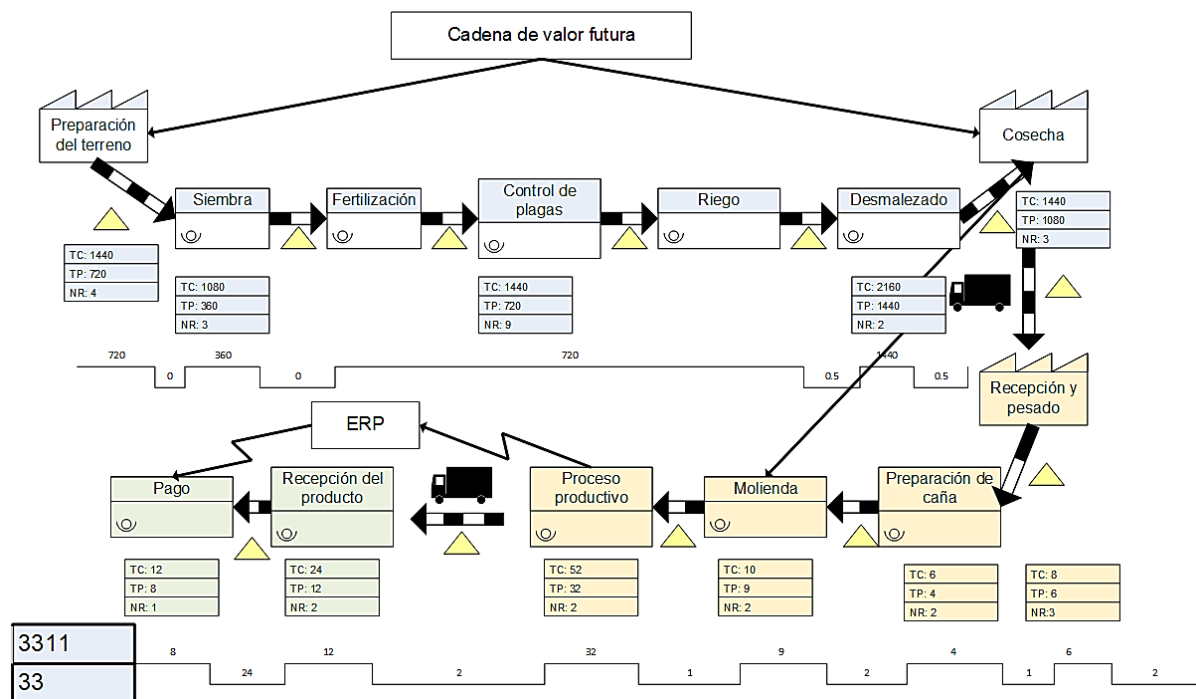 Cadena de valor futura
Preparación
del terreno
Cosecha
Siembra
Fertilización
Control de
plagas
Riego
Desmalezado
TC: 1440
TP: 1080
NR: 3
TC: 1440
TP: 720
NR: 4
TC: 1080
TP: 360
NR: 3
TC: 1440
TP: 720
NR: 9
TC: 2160
TP: 1440
NR: 2
720
360
720
1440
0
0
0.5
0.5
Recepción y
pesado
ERP
Pago
Recepción del
producto
Proceso
productivo
Molienda
Preparación de
caña
TC: 12
TP: 8
NR: 1
TC: 24
TP: 12
NR: 2
TC: 52
TP: 32
NR: 2
TC: 10
TP: 9
NR: 2
TC: 6
TP: 4
NR: 2
TC: 8
TP: 6
NR:3
3311
8
12
32
9
4
6
33
24
2
1
2
1
2